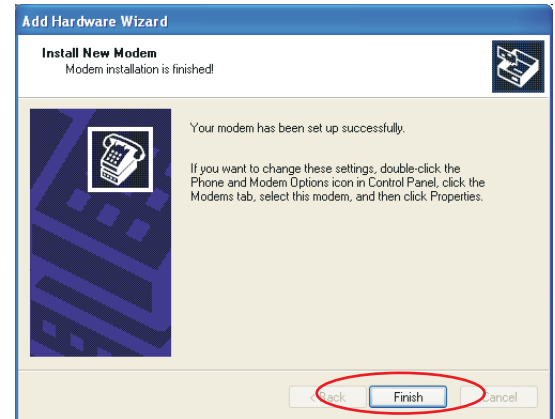 Add Hardware Wizard
Install New Modem
Modem installation is finished!
Your modem has been set up successfully.
If you want to change these settings, double-click the
Phone and Modem Options icon in Control Panel, click the
Modems tab, select this modem, and then click Properties.
< Back Finish Cancel